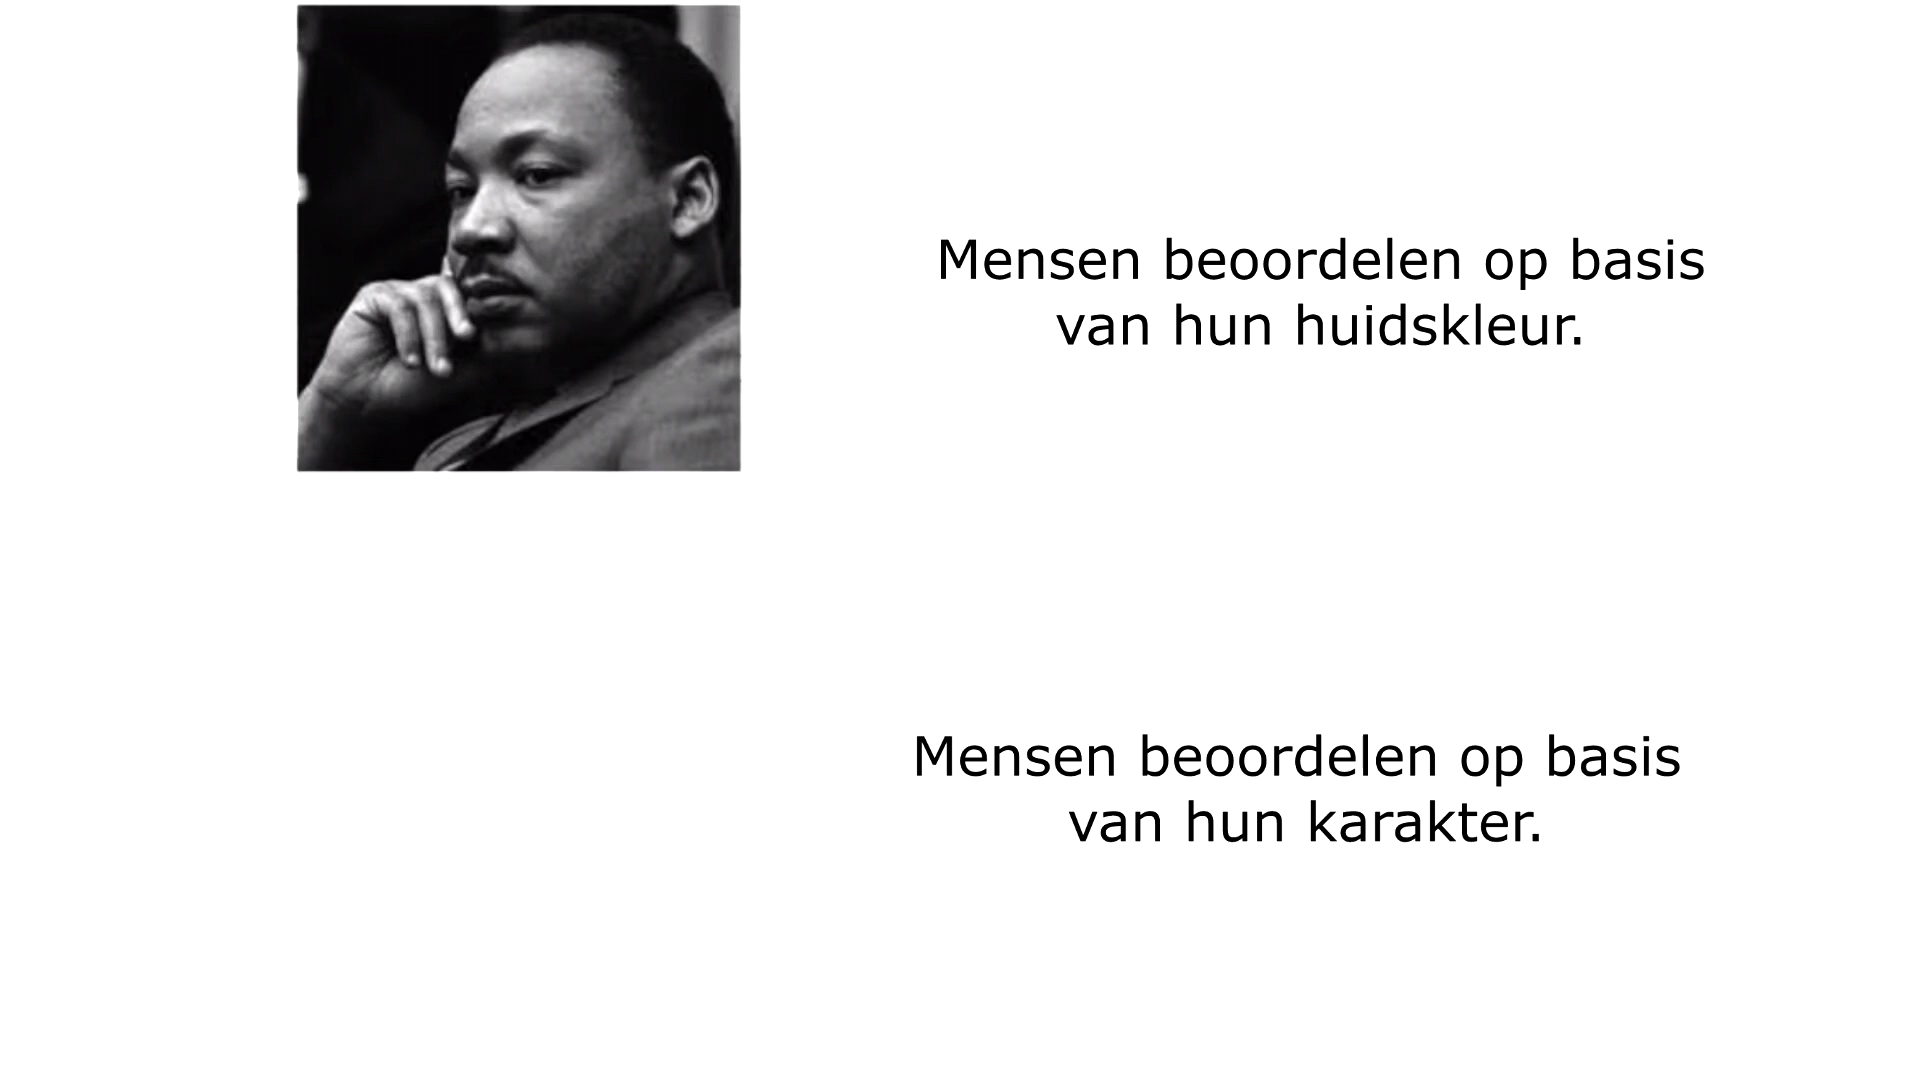 Mensen beoordelen op basis
van hun huidskleur.
Mensen beoordelen op basis
van hun karakter.